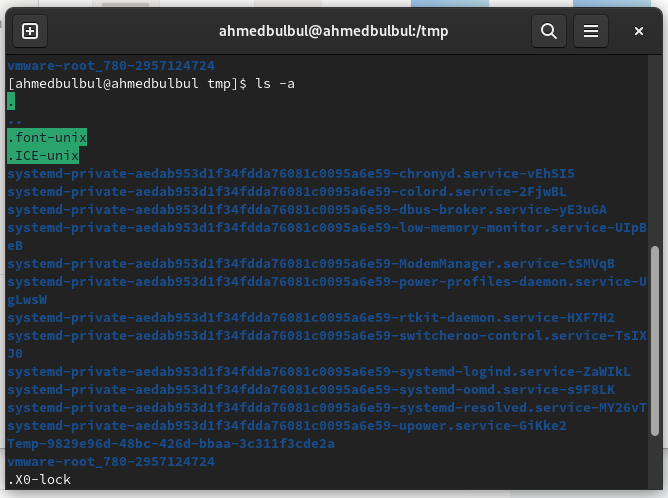 ahmedbulbul@ahmedbulbul:/tmp
vmware-root_780-2957124724
[ahmedbulbul@ahmedbulbul tmp]$ ls -a
.
..
.font-unix
.ICE-unix
systemd-private-aedab953d1f34fdda76081c0095a6e59-chronyd.service-vEhSI5
systemd-private-aedab953d1f34fdda76081c0095a6e59-colord.service-2FjwBL
systemd-private-aedab953d1f34fdda76081c0095a6e59-dbus-broker.service-yE3uGA
systemd-private-aedab953d1f34fdda76081c0095a6e59-low-memory-monitor.service-UIpB
eB
systemd-private-aedab953d1f34fdda76081c0095a6e59-ModemManager.service-tSMVqB
systemd-private-aedab953d1f34fdda76081c0095a6e59-power-profiles-daemon.service-U
gLwsW
systemd-private-aedab953d1f34fdda76081c0095a6e59-rtkit-daemon.service-HXF7H2
systemd-private-aedab953d1f34fdda76081c0095a6e59-switcheroo-control.service-TsIX
J0
systemd-private-aedab953d1f34fdda76081c0095a6e59-systemd-logind.service-ZaWIkL
systemd-private-aedab953d1f34fdda76081c0095a6e59-systemd-oomd.service-s9F8LK
systemd-private-aedab953d1f34fdda76081c0095a6e59-systemd-resolved.service-MY26vT
systemd-private-aedab953d1f34fdda76081c0095a6e59-upower.service-GiKke2
Temp-9829e96d-48bc-426d-bbaa-3c311f3cde2a
vmware-root_780-2957124724
.X0-lock